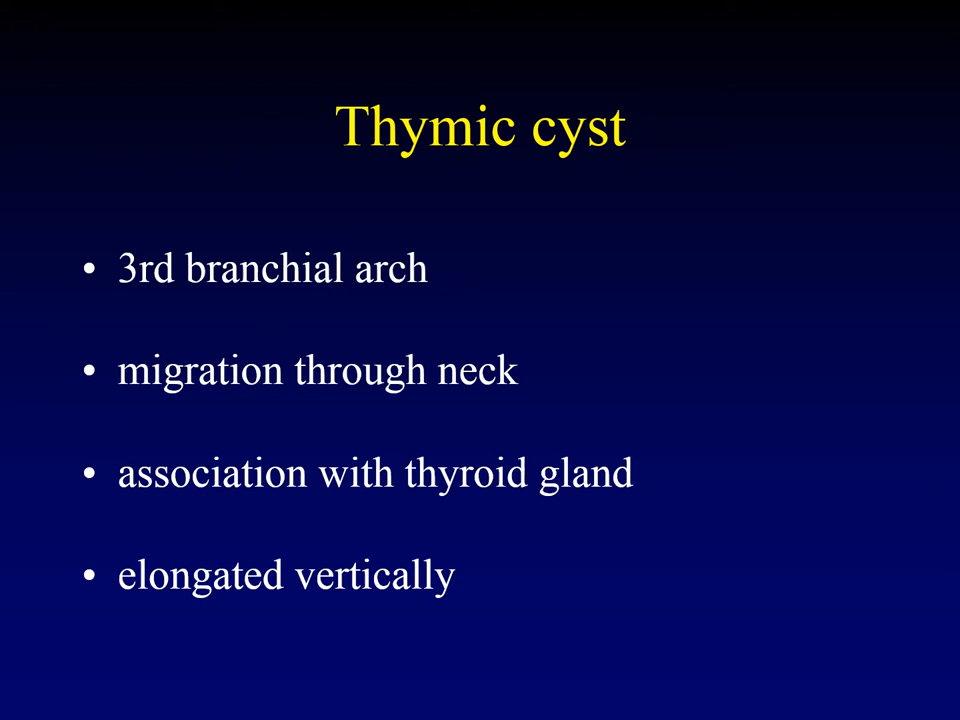 Thymic cyst
• 3rd branchial arch
• migration through neck
• association with thyroid gland
• elongated vertically